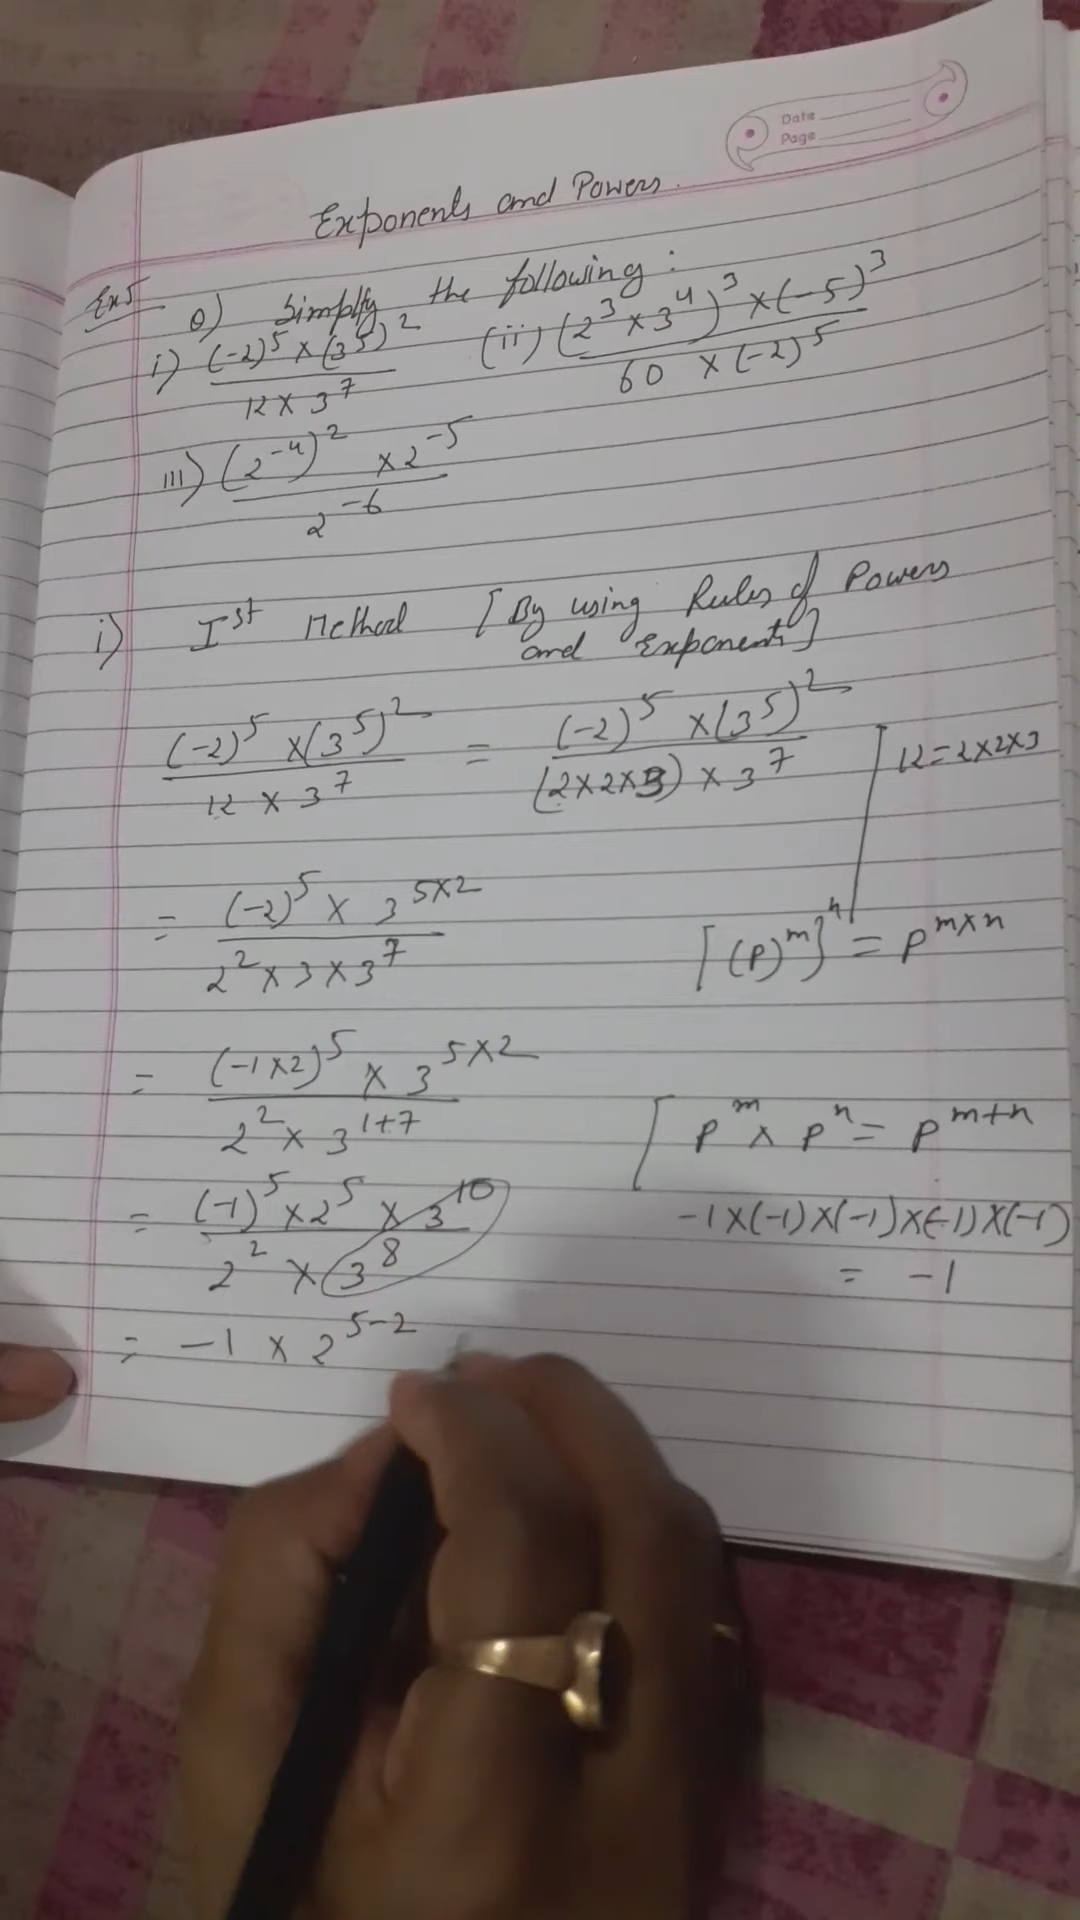 Date
Page
Exponents and Powers.
Ex 5 Q) Simplify the following :
i) (-2)^5 × (3^5)^2 / 12 × 3^7 (ii) (2^3 × 3^4)^3 × (-5)^3 / 60 × (-2)^5
iii) (2^-4)^2 × 2^-5 / 2^-6
i) Ist Method [By using Rules of Powers
and Exponents]
(-2)^5 × (3^5)^2 / 12 × 3^7 = (-2)^5 × (3^5)^2 / (2×2×3) × 3^7 [12 = 2×2×3
= (-2)^5 × 3^5×2 / 2^2 × 3 × 3^7 [(P)^m]^n = P^m×n
= (-1×2)^5 × 3^5×2 / 2^2 × 3^1+7 [P^m × P^n = P^m+n
= (-1)^5 × 2^5 × 3^10 / 2^2 × 3^8 -1×(-1)×(-1)×(-1)×(-1)
= -1
= -1 × 2^5-2